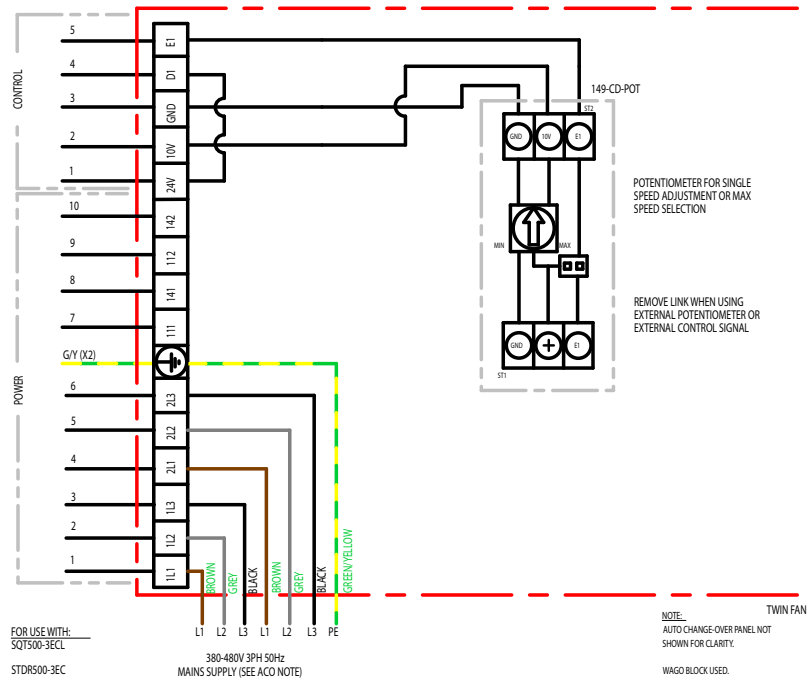 CONTROL
5
4
3
2
1
POWER
10
9
8
7
G/Y (X2)
6
5
4
3
2
1
E1
D1
GND
10V
24V
142
112
141
111
2L3
2L2
2L1
1L3
1L2
1L1
149-CD-POT
ST2
GND
10V
E1
MIN
MAX
GND
+
E1
ST1
POTENTIOMETER FOR SINGLE
SPEED ADJUSTMENT OR MAX
SPEED SELECTION
REMOVE LINK WHEN USING
EXTERNAL POTENTIOMETER OR
EXTERNAL CONTROL SIGNAL
BROWN
GREY
BLACK
BROWN
GREY
BLACK
GREEN/YELLOW
L1 L2 L3 L1 L2 L3 PE
380-480V 3PH 50Hz
MAINS SUPPLY (SEE ACO NOTE)
FOR USE WITH:
SQT500-3ECL
STDR500-3EC
TWIN FAN
NOTE:
AUTO CHANGE-OVER PANEL NOT
SHOWN FOR CLARITY.
WAGO BLOCK USED.